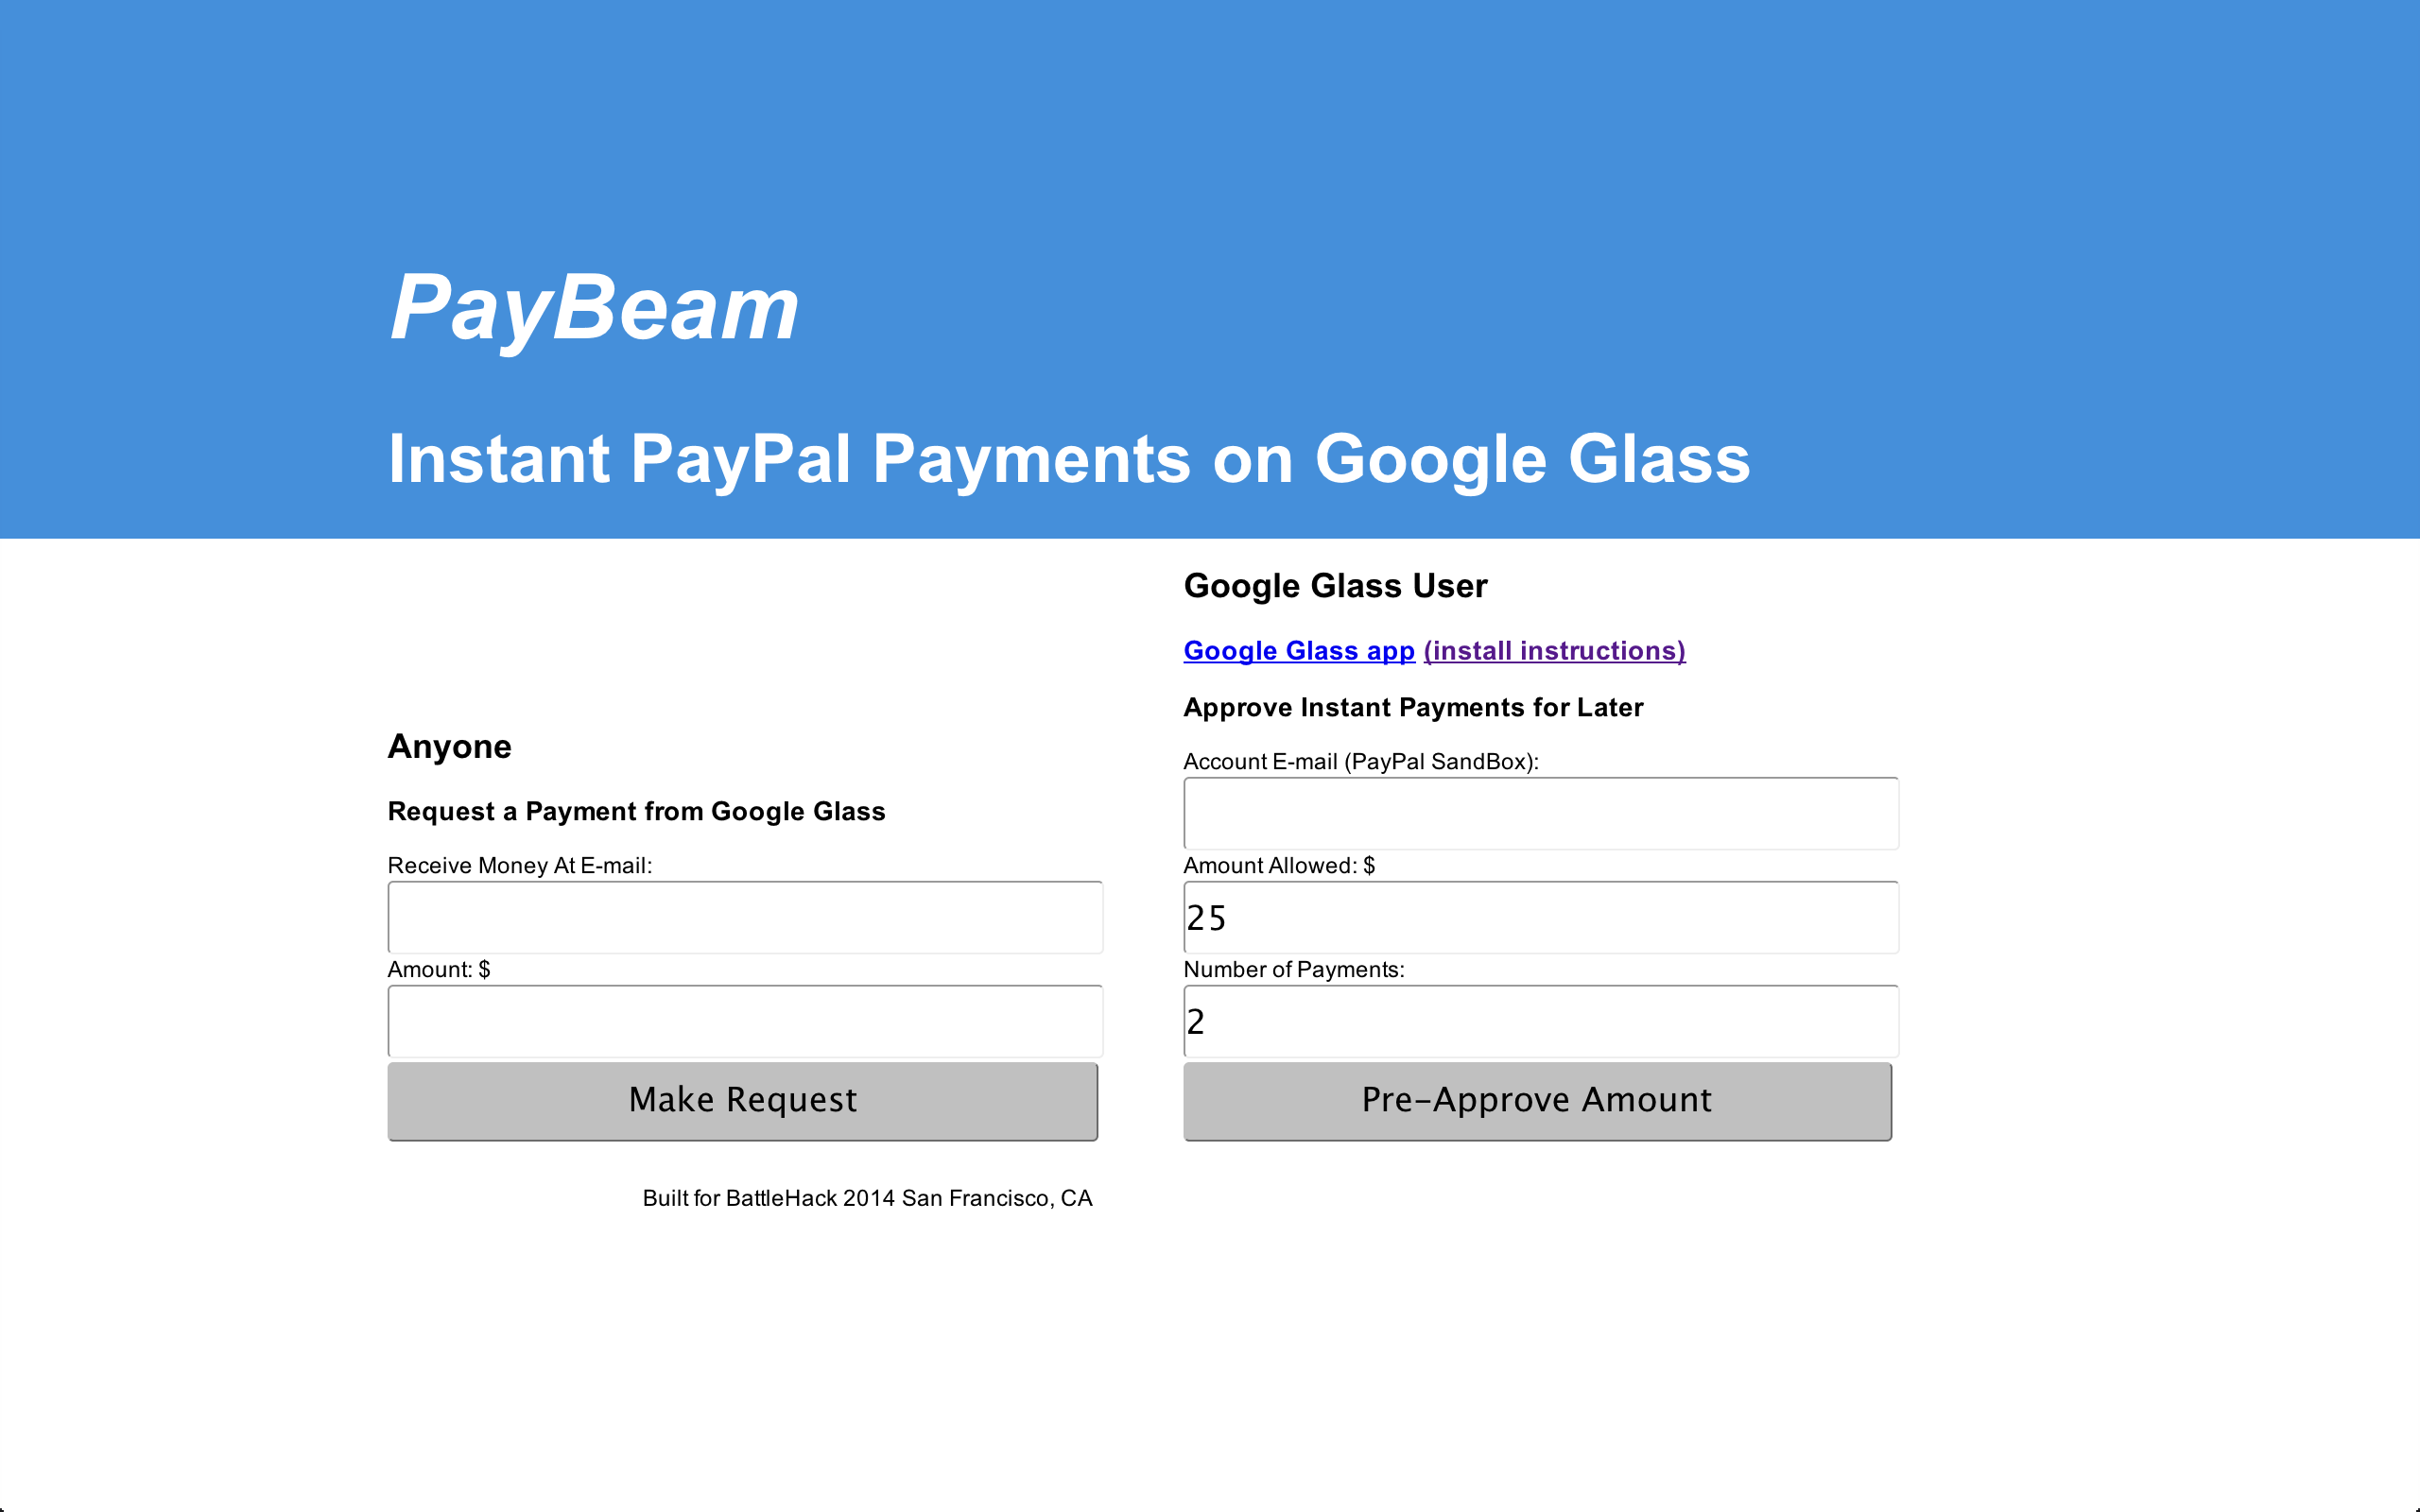 PayBeam
Instant PayPal Payments on Google Glass
Anyone
Request a Payment from Google Glass
Receive Money At E-mail:
Amount: $
Make Request
Google Glass User
Google Glass app (install instructions)
Approve Instant Payments for Later
Account E-mail (PayPal SandBox):
Amount Allowed: $
25
Number of Payments:
2
Pre-Approve Amount
Built for BattleHack 2014 San Francisco, CA